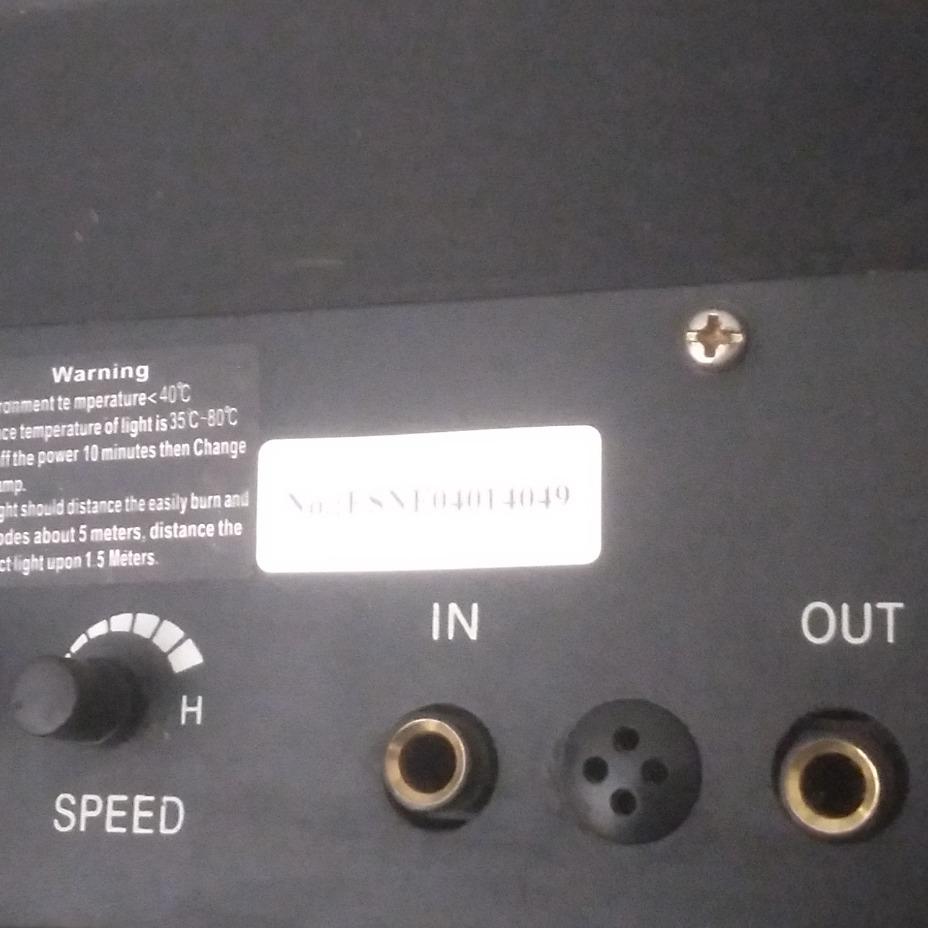 Warning
ronment te mperature<40℃
ce temperature of light is 35℃~80℃
ff the power 10 minutes then Change
amp.
ght should distance the easily burn and
odes about 5 meters, distance the
ct light upon 1.5 Meters.
IN
OUT
H
SPEED